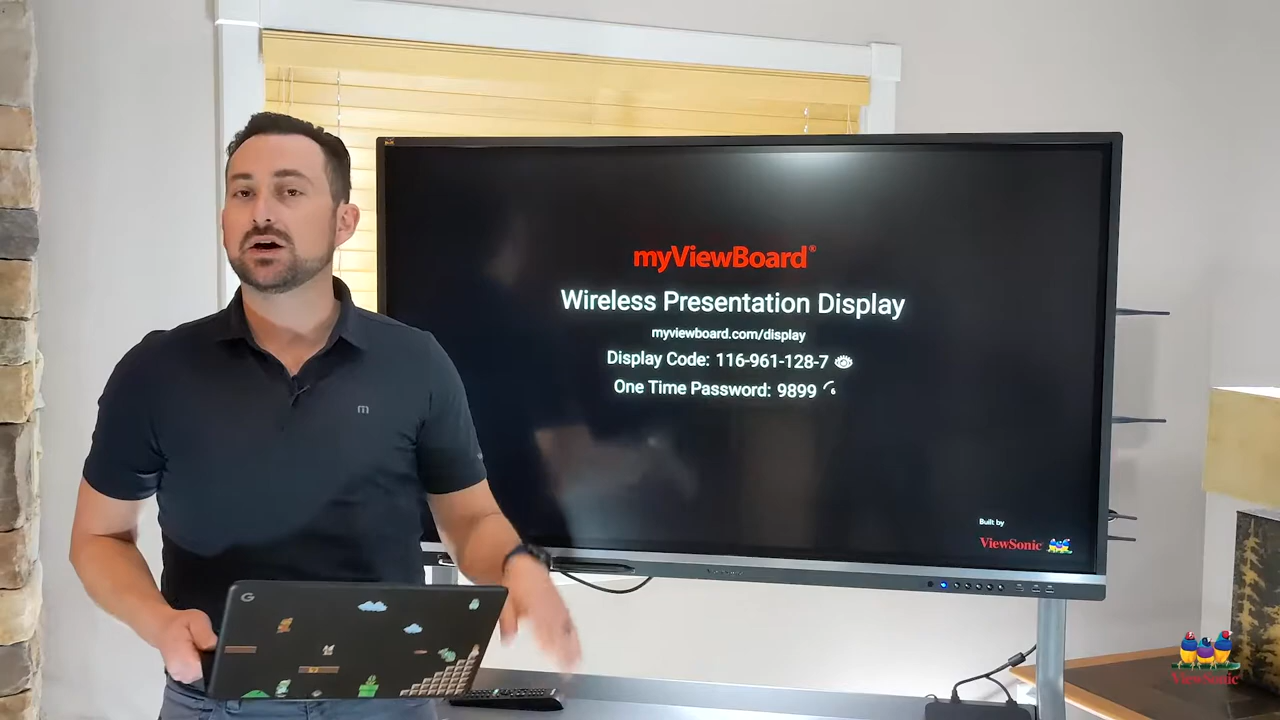 myViewBoard®
Wireless Presentation Display
myviewboard.com/display
Display Code: 116-961-128-7
One Time Password: 9899
Built by
ViewSonic
m
G
ViewSonic